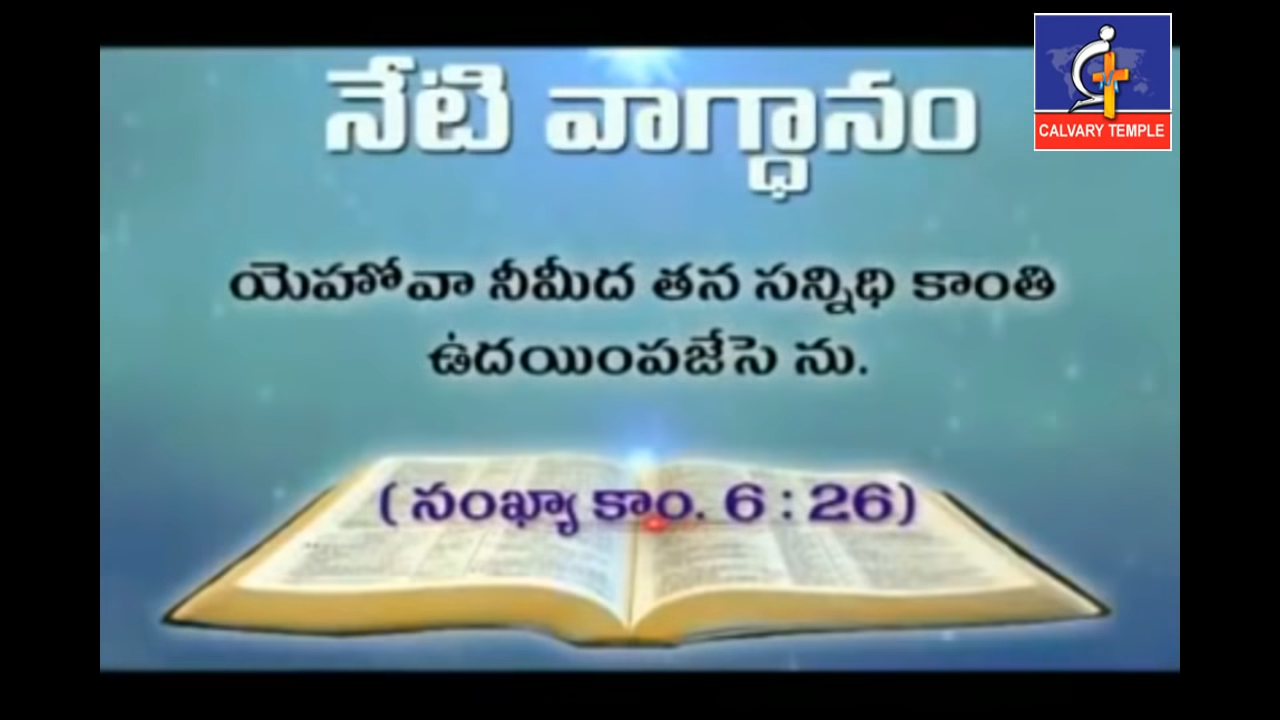 నేటి వాగ్ధానం
CALVARY TEMPLE
యెహోవా నీమీద తన సన్నిధి కాంతి
ఉదయింపజేసె ను.
( సంఖ్యా కాం. 6 : 26)